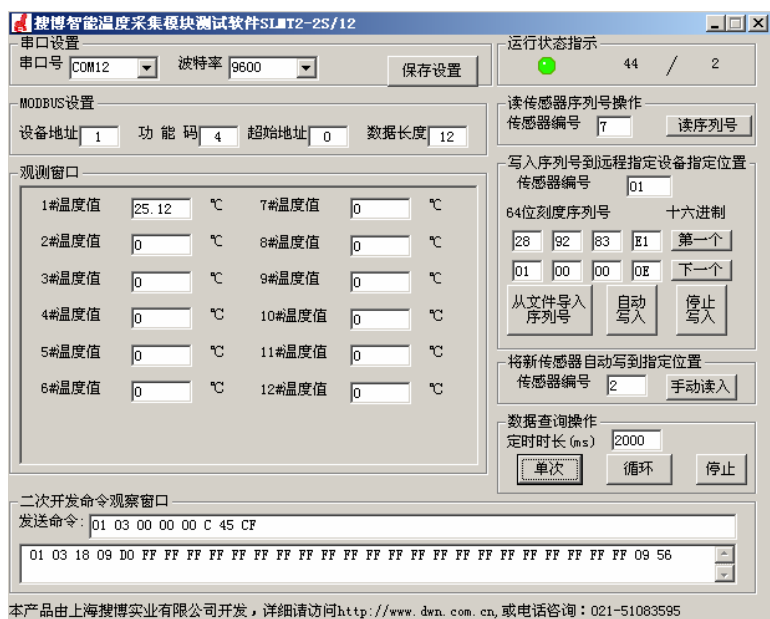 搜博智能温度采集模块测试软件SLMT2-2S/12
串口设置
串口号 COM12 波特率 9600 保存设置
运行状态指示
44 / 2
MODBUS设置
设备地址 1 功 能 码 4 超始地址 0 数据长度 12
读传感器序列号操作
传感器编号 7 读序列号
观测窗口
1#温度值 25.12 ℃ 7#温度值 0 ℃
2#温度值 0 ℃ 8#温度值 0 ℃
3#温度值 0 ℃ 9#温度值 0 ℃
4#温度值 0 ℃ 10#温度值 0 ℃
5#温度值 0 ℃ 11#温度值 0 ℃
6#温度值 0 ℃ 12#温度值 0 ℃
写入序列号到远程指定设备指定位置
传感器编号 01
64位刻度序列号 十六进制
28 92 83 E1 第一个
01 00 00 0E 下一个
从文件导入
序列号
自动
写入
停止
写入
将新传感器自动写到指定位置
传感器编号 2 手动读入
数据查询操作
定时时长(ms) 2000
单次 循环 停止
二次开发命令观察窗口
发送命令: 01 03 00 00 00 C 45 CF
01 03 18 09 D0 FF FF FF FF FF FF FF FF FF FF FF FF FF FF FF FF FF FF FF FF FF FF 09 56
本产品由上海搜博实业有限公司开发，详细请访问http://www.dwn.com.cn,或电话咨询：021-51083595